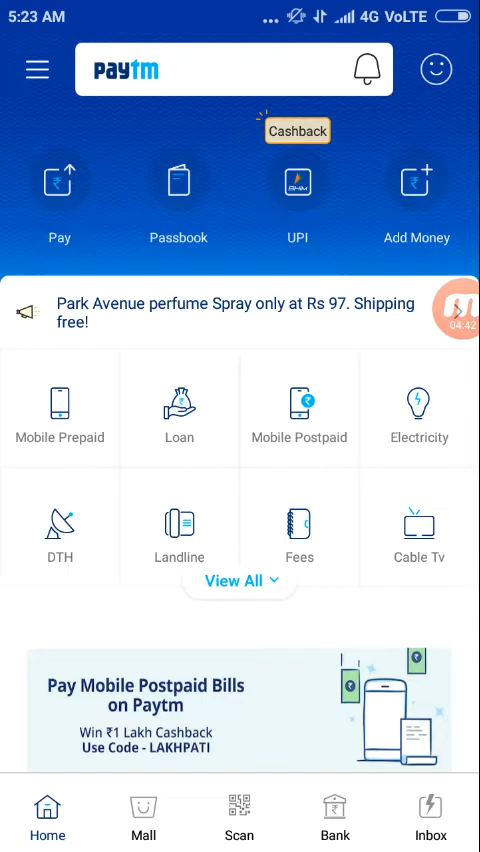 5:23 AM
4G VoLTE
paytm
Cashback
BHIM
Pay
Passbook
UPI
Add Money
Park Avenue perfume Spray only at Rs 97. Shipping
free!
04:42
Mobile Prepaid
Loan
Mobile Postpaid
Electricity
DTH
Landline
Fees
Cable Tv
View All
Pay Mobile Postpaid Bills
on Paytm
Win ₹1 Lakh Cashback
Use Code - LAKHPATI
Home
Mall
Scan
Bank
Inbox